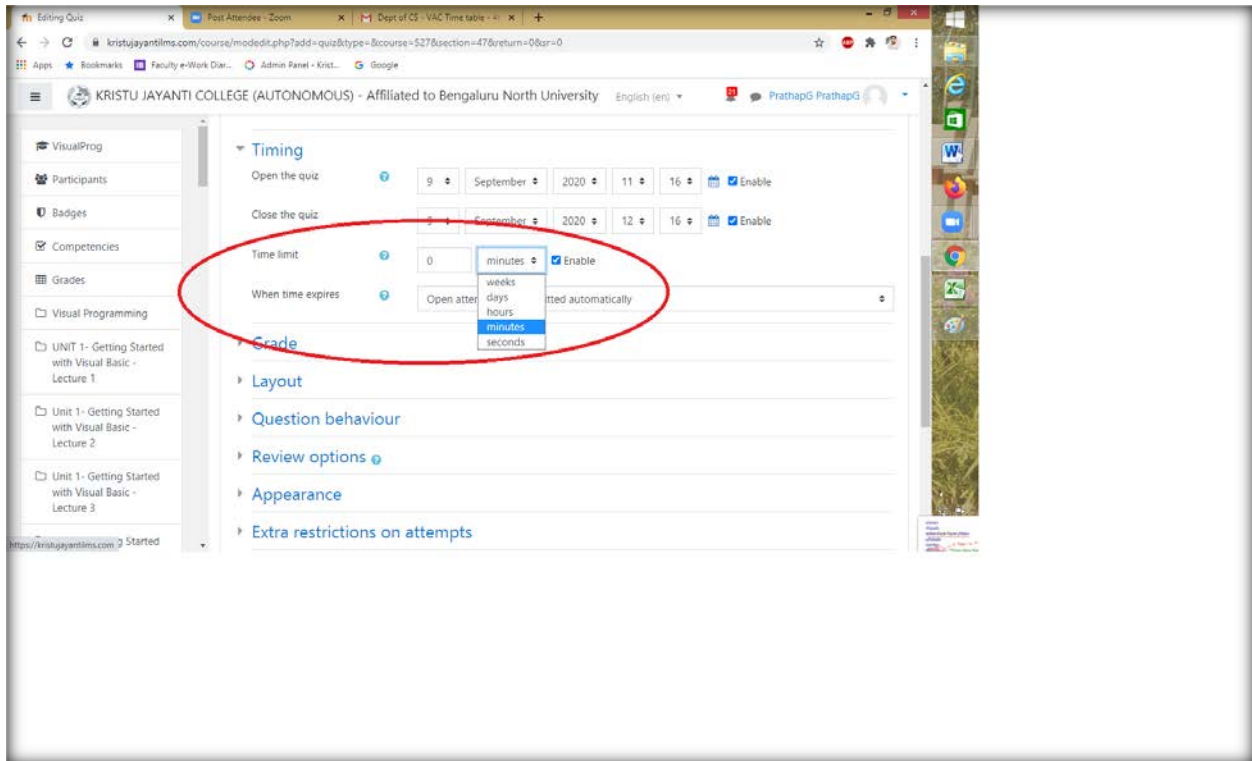 Editing Quiz
Post Attendee - Zoom
Dept of CS - VAC Time table - 
kristujayantilms.com/course/modedit.php?add=quiz&type=&course=527&section=47&return=0&sr=0
ABP
Apps Bookmarks Faculty e-Work Diar... Admin Panel - Krist... Google
KRISTU JAYANTI COLLEGE (AUTONOMOUS) - Affiliated to Bengaluru North University English (en) 21 PrathapG PrathapG
VisualProg
Participants
Badges
Competencies
Grades
Visual Programming
UNIT 1- Getting Started
with Visual Basic -
Lecture 1
Unit 1- Getting Started
with Visual Basic -
Lecture 2
Unit 1- Getting Started
with Visual Basic -
Lecture 3
Started
https://kristujayantilms.com
Timing
Open the quiz 9 September 2020 11 16 Enable
Close the quiz 9 September 2020 12 16 Enable
Time limit 0 minutes Enable
weeks
days
hours
minutes
seconds
When time expires Open atte tted automatically
Grade
Layout
Question behaviour
Review options
Appearance
Extra restrictions on attempts